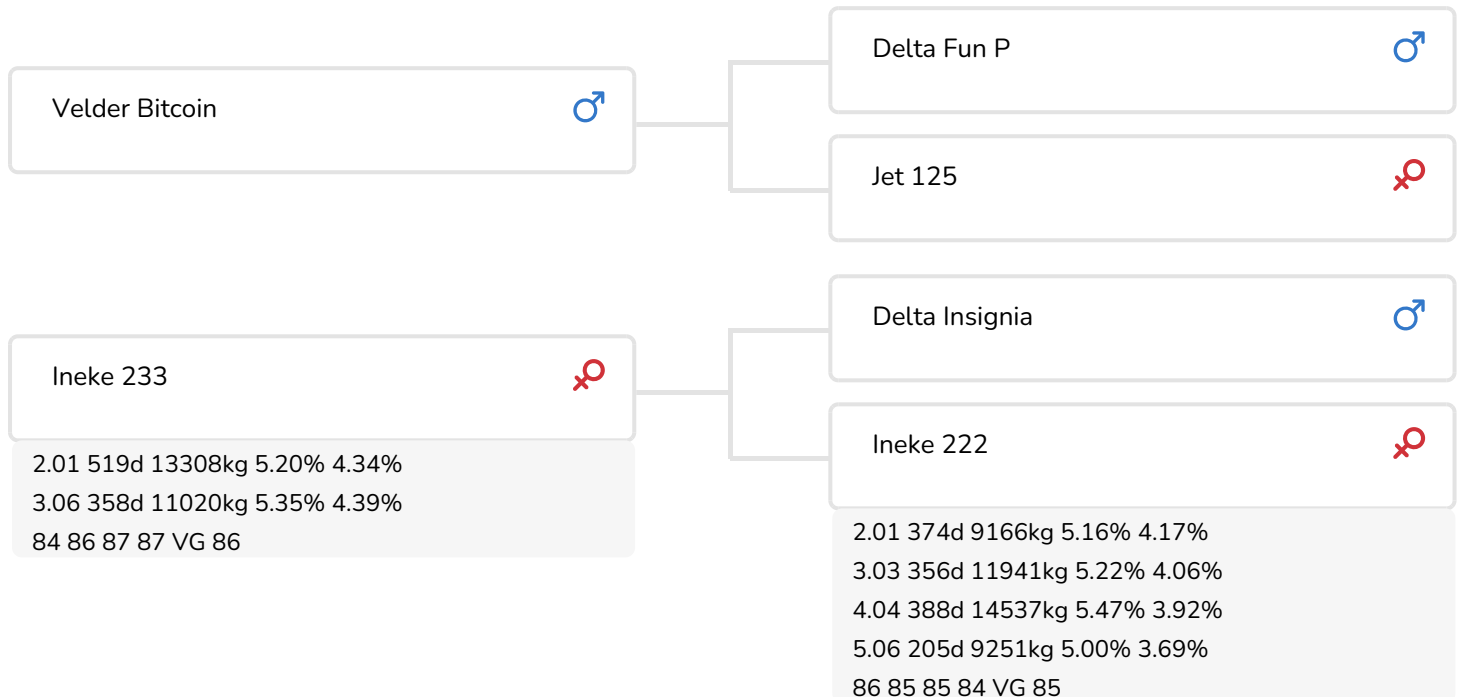 Velder Bitcoin
Delta Fun P
Jet 125
Ineke 233
2.01 519d 13308kg 5.20% 4.34%
3.06 358d 11020kg 5.35% 4.39%
84 86 87 87 VG 86
Delta Insignia
Ineke 222
2.01 374d 9166kg 5.16% 4.17%
3.03 356d 11941kg 5.22% 4.06%
4.04 388d 14537kg 5.47% 3.92%
5.06 205d 9251kg 5.00% 3.69%
86 85 85 84 VG 85